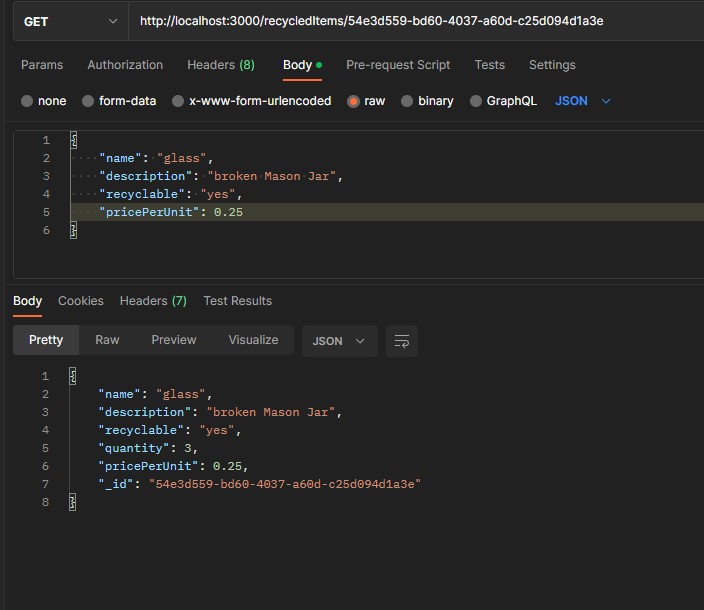 GET http://localhost:3000/recycledItems/54e3d559-bd60-4037-a60d-c25d094d1a3e
Params Authorization Headers (8) Body Pre-request Script Tests Settings
none form-data x-www-form-urlencoded raw binary GraphQL JSON
1 {
2 "name": "glass",
3 "description": "broken Mason Jar",
4 "recyclable": "yes",
5 "pricePerUnit": 0.25
6 }
Body Cookies Headers (7) Test Results
Pretty Raw Preview Visualize JSON
1 {
2 "name": "glass",
3 "description": "broken Mason Jar",
4 "recyclable": "yes",
5 "quantity": 3,
6 "pricePerUnit": 0.25,
7 "_id": "54e3d559-bd60-4037-a60d-c25d094d1a3e"
8 }